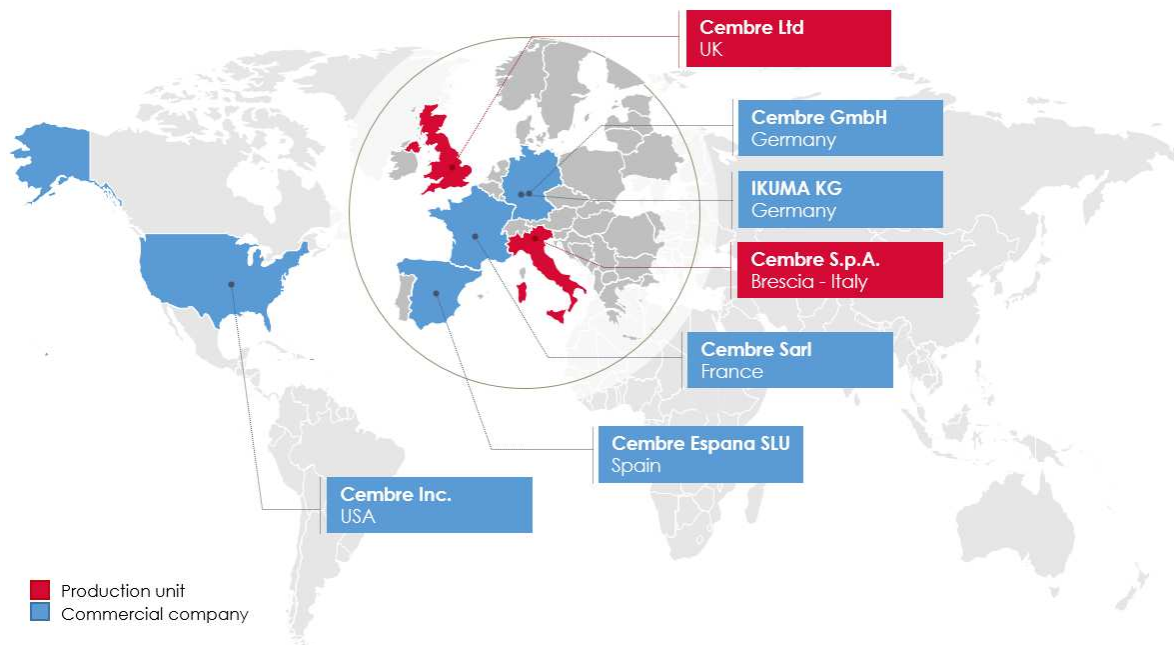 Cembre Ltd
UK
Cembre GmbH
Germany
IKUMA KG
Germany
Cembre S.p.A.
Brescia - Italy
Cembre Sarl
France
Cembre Espana SLU
Spain
Cembre Inc.
USA
Production unit
Commercial company